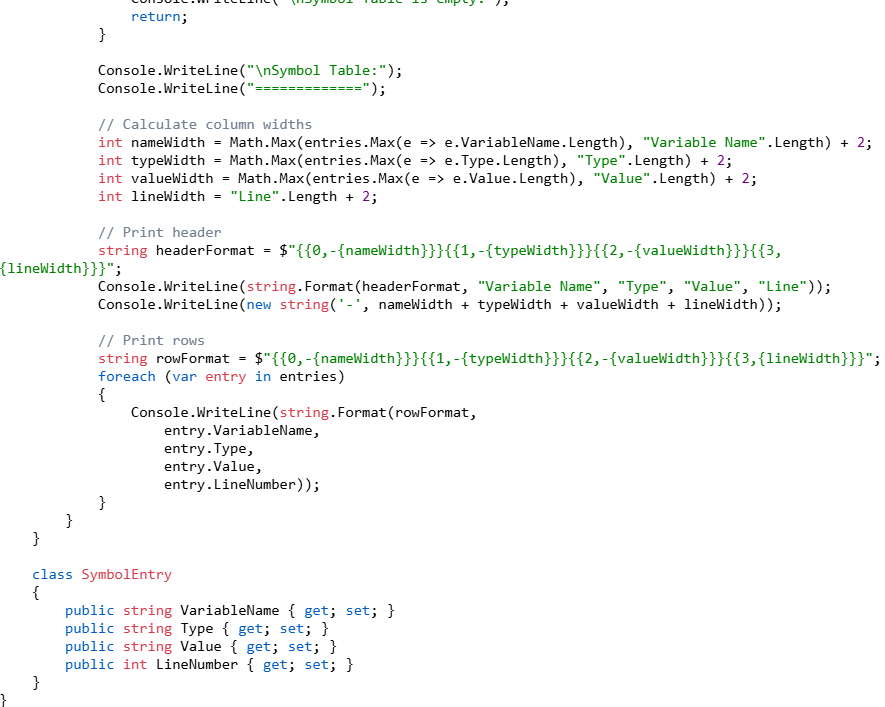 Console.WriteLine("\nSymbol Table is empty.");
return;
}
Console.WriteLine("\nSymbol Table:");
Console.WriteLine("=============");
// Calculate column widths
int nameWidth = Math.Max(entries.Max(e => e.VariableName.Length), "Variable Name".Length) + 2;
int typeWidth = Math.Max(entries.Max(e => e.Type.Length), "Type".Length) + 2;
int valueWidth = Math.Max(entries.Max(e => e.Value.Length), "Value".Length) + 2;
int lineWidth = "Line".Length + 2;
// Print header
string headerFormat = $"{{0,-{nameWidth}}}{{1,-{typeWidth}}}{{2,-{valueWidth}}}{{3,
{lineWidth}}}";
Console.WriteLine(string.Format(headerFormat, "Variable Name", "Type", "Value", "Line"));
Console.WriteLine(new string('-', nameWidth + typeWidth + valueWidth + lineWidth));
// Print rows
string rowFormat = $"{{0,-{nameWidth}}}{{1,-{typeWidth}}}{{2,-{valueWidth}}}{{3,{lineWidth}}}";
foreach (var entry in entries)
{
Console.WriteLine(string.Format(rowFormat,
entry.VariableName,
entry.Type,
entry.Value,
entry.LineNumber));
}
}
}
class SymbolEntry
{
public string VariableName { get; set; }
public string Type { get; set; }
public string Value { get; set; }
public int LineNumber { get; set; }
}
}